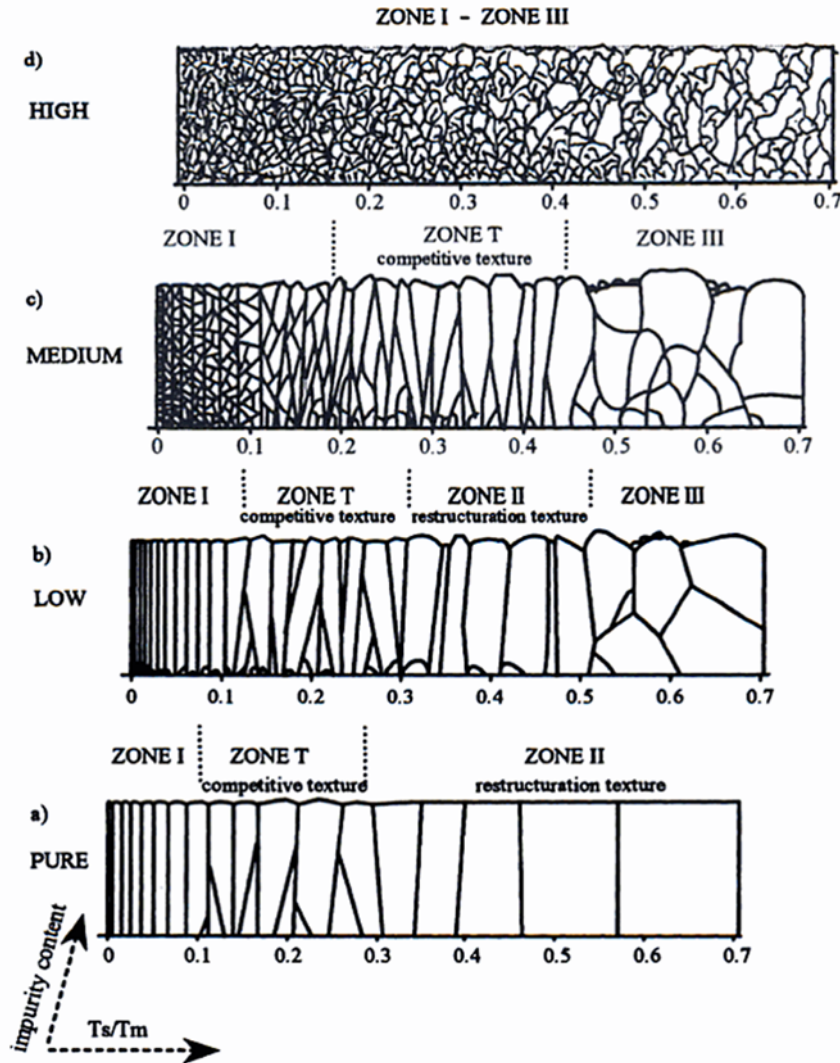 ZONE I - ZONE III
d)
HIGH
0 0.1 0.2 0.3 0.4 0.5 0.6 0.7
ZONE I ZONE T ZONE III
competitive texture
c)
MEDIUM
0 0.1 0.2 0.3 0.4 0.5 0.6 0.7
ZONE I ZONE T ZONE II ZONE III
competitive texture restructuration texture
b)
LOW
0 0.1 0.2 0.3 0.4 0.5 0.6 0.7
ZONE I ZONE T ZONE II
competitive texture restructuration texture
a)
PURE
0 0.1 0.2 0.3 0.4 0.5 0.6 0.7
impurity content
Ts/Tm